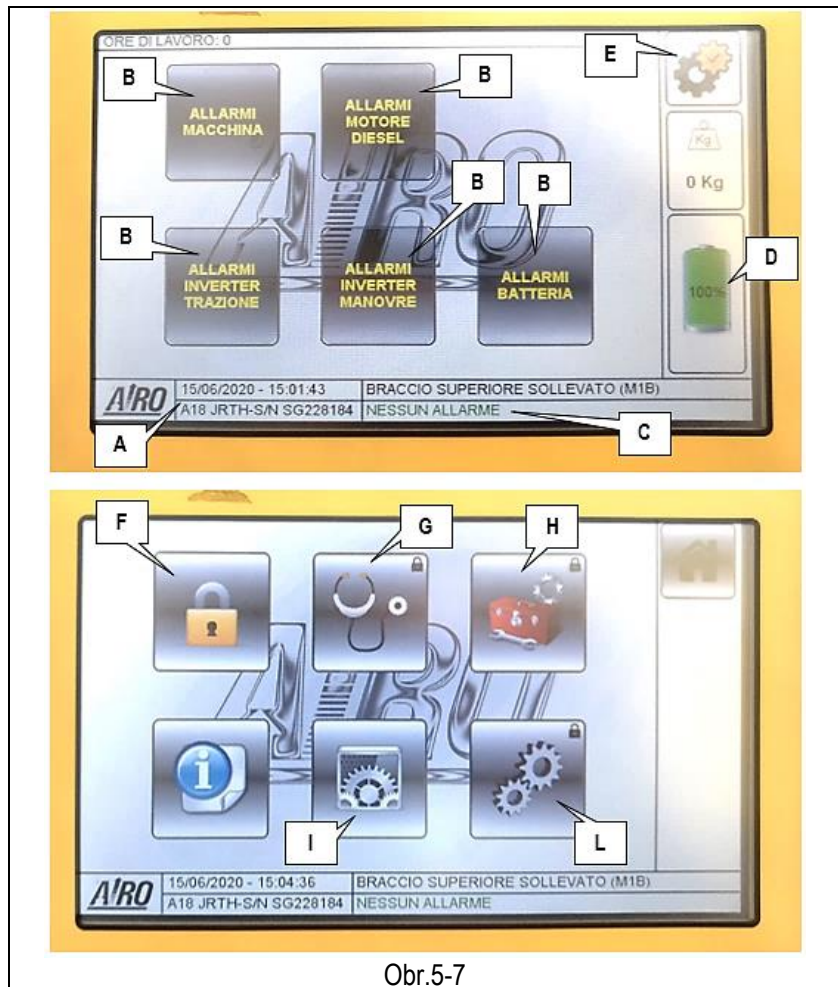 ORE DI LAVORO: 0
E
B
B
ALLARMI
MACCHINA
ALLARMI
MOTORE
DIESEL
Kg
0 Kg
B
B
B
D
ALLARMI
INVERTER
TRAZIONE
ALLARMI
INVERTER
MANOVRE
ALLARMI
BATTERIA
100%
AIRO
15/06/2020 - 15:01:43
BRACCIO SUPERIORE SOLLEVATO (M1B)
A18 JRTH-S/N SG228184
NESSUN ALLARME
A
C
F
G
H
I
L
AIRO
15/06/2020 - 15:04:36
BRACCIO SUPERIORE SOLLEVATO (M1B)
A18 JRTH-S/N SG228184
NESSUN ALLARME
Obr.5-7